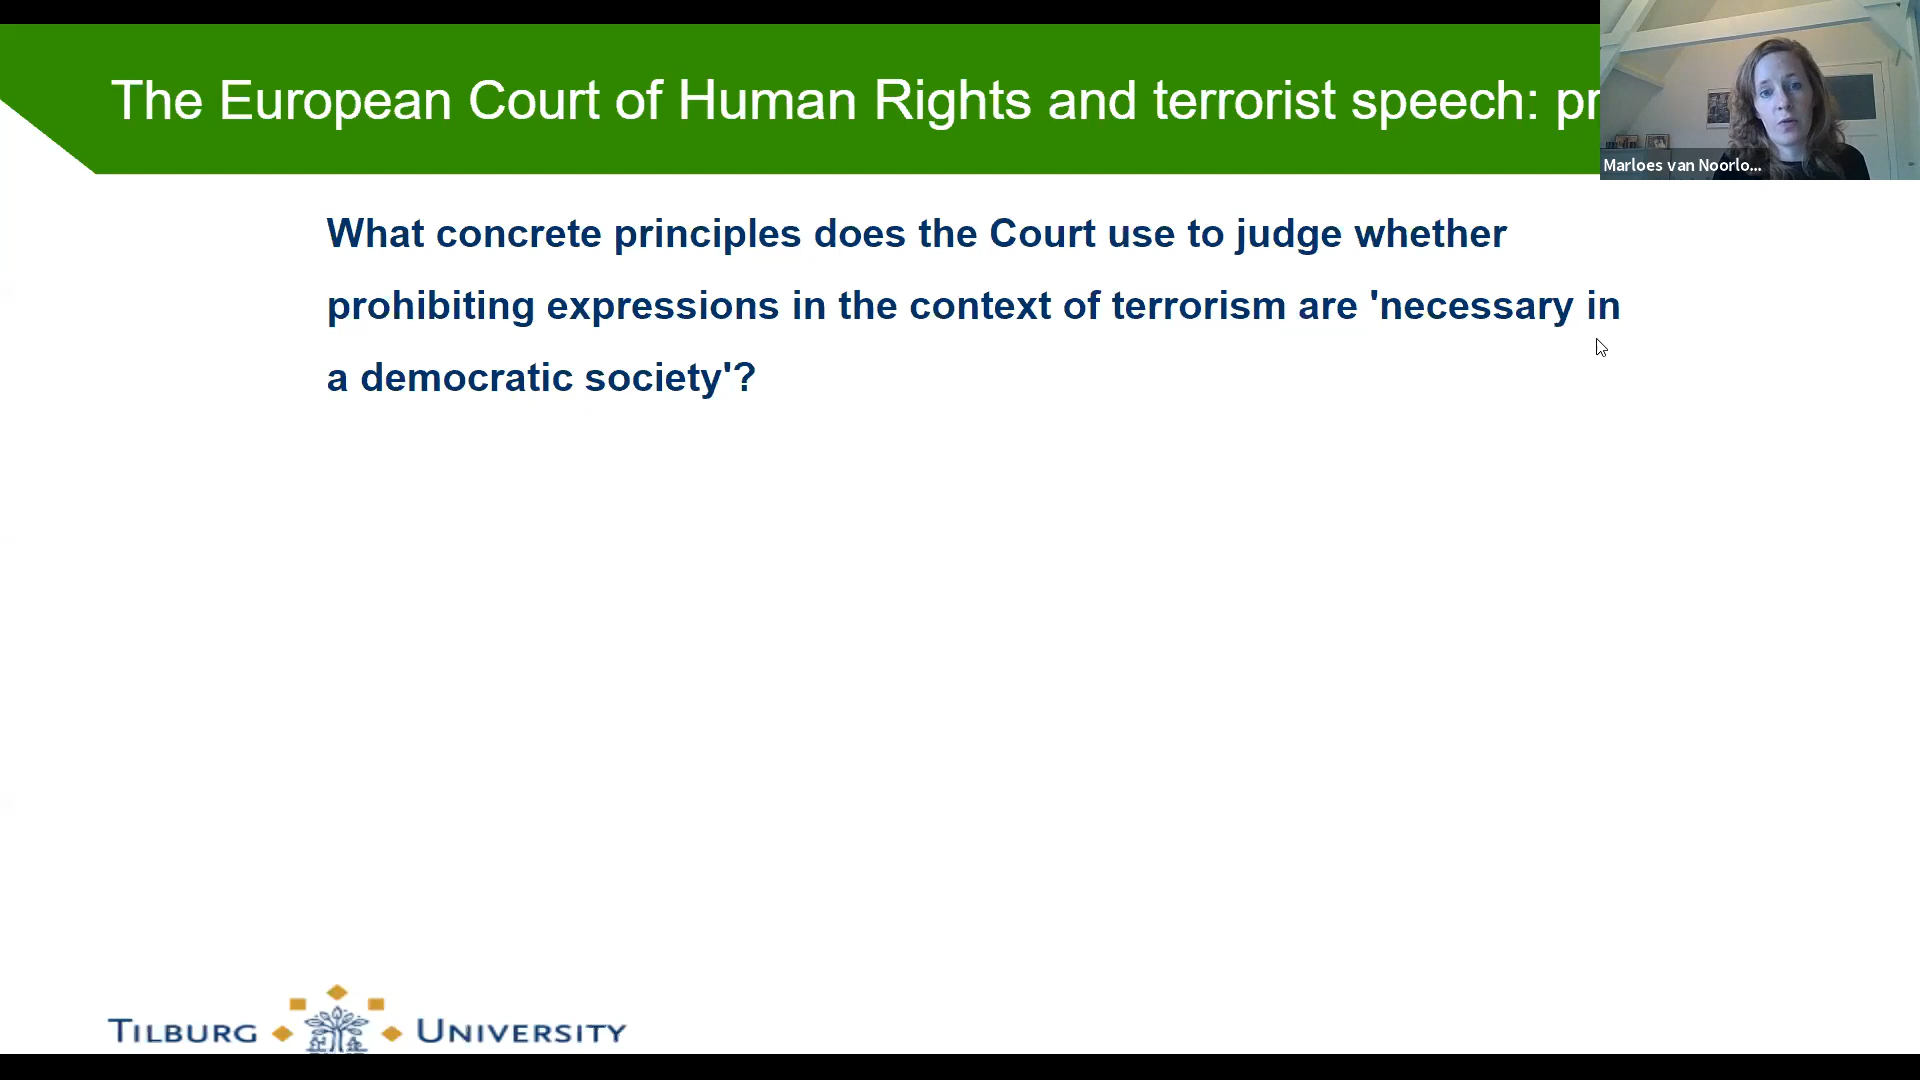 The European Court of Human Rights and terrorist speech: pr
Marloes van Noorlo...
What concrete principles does the Court use to judge whether
prohibiting expressions in the context of terrorism are 'necessary in
a democratic society'?
TILBURG UNIVERSITY